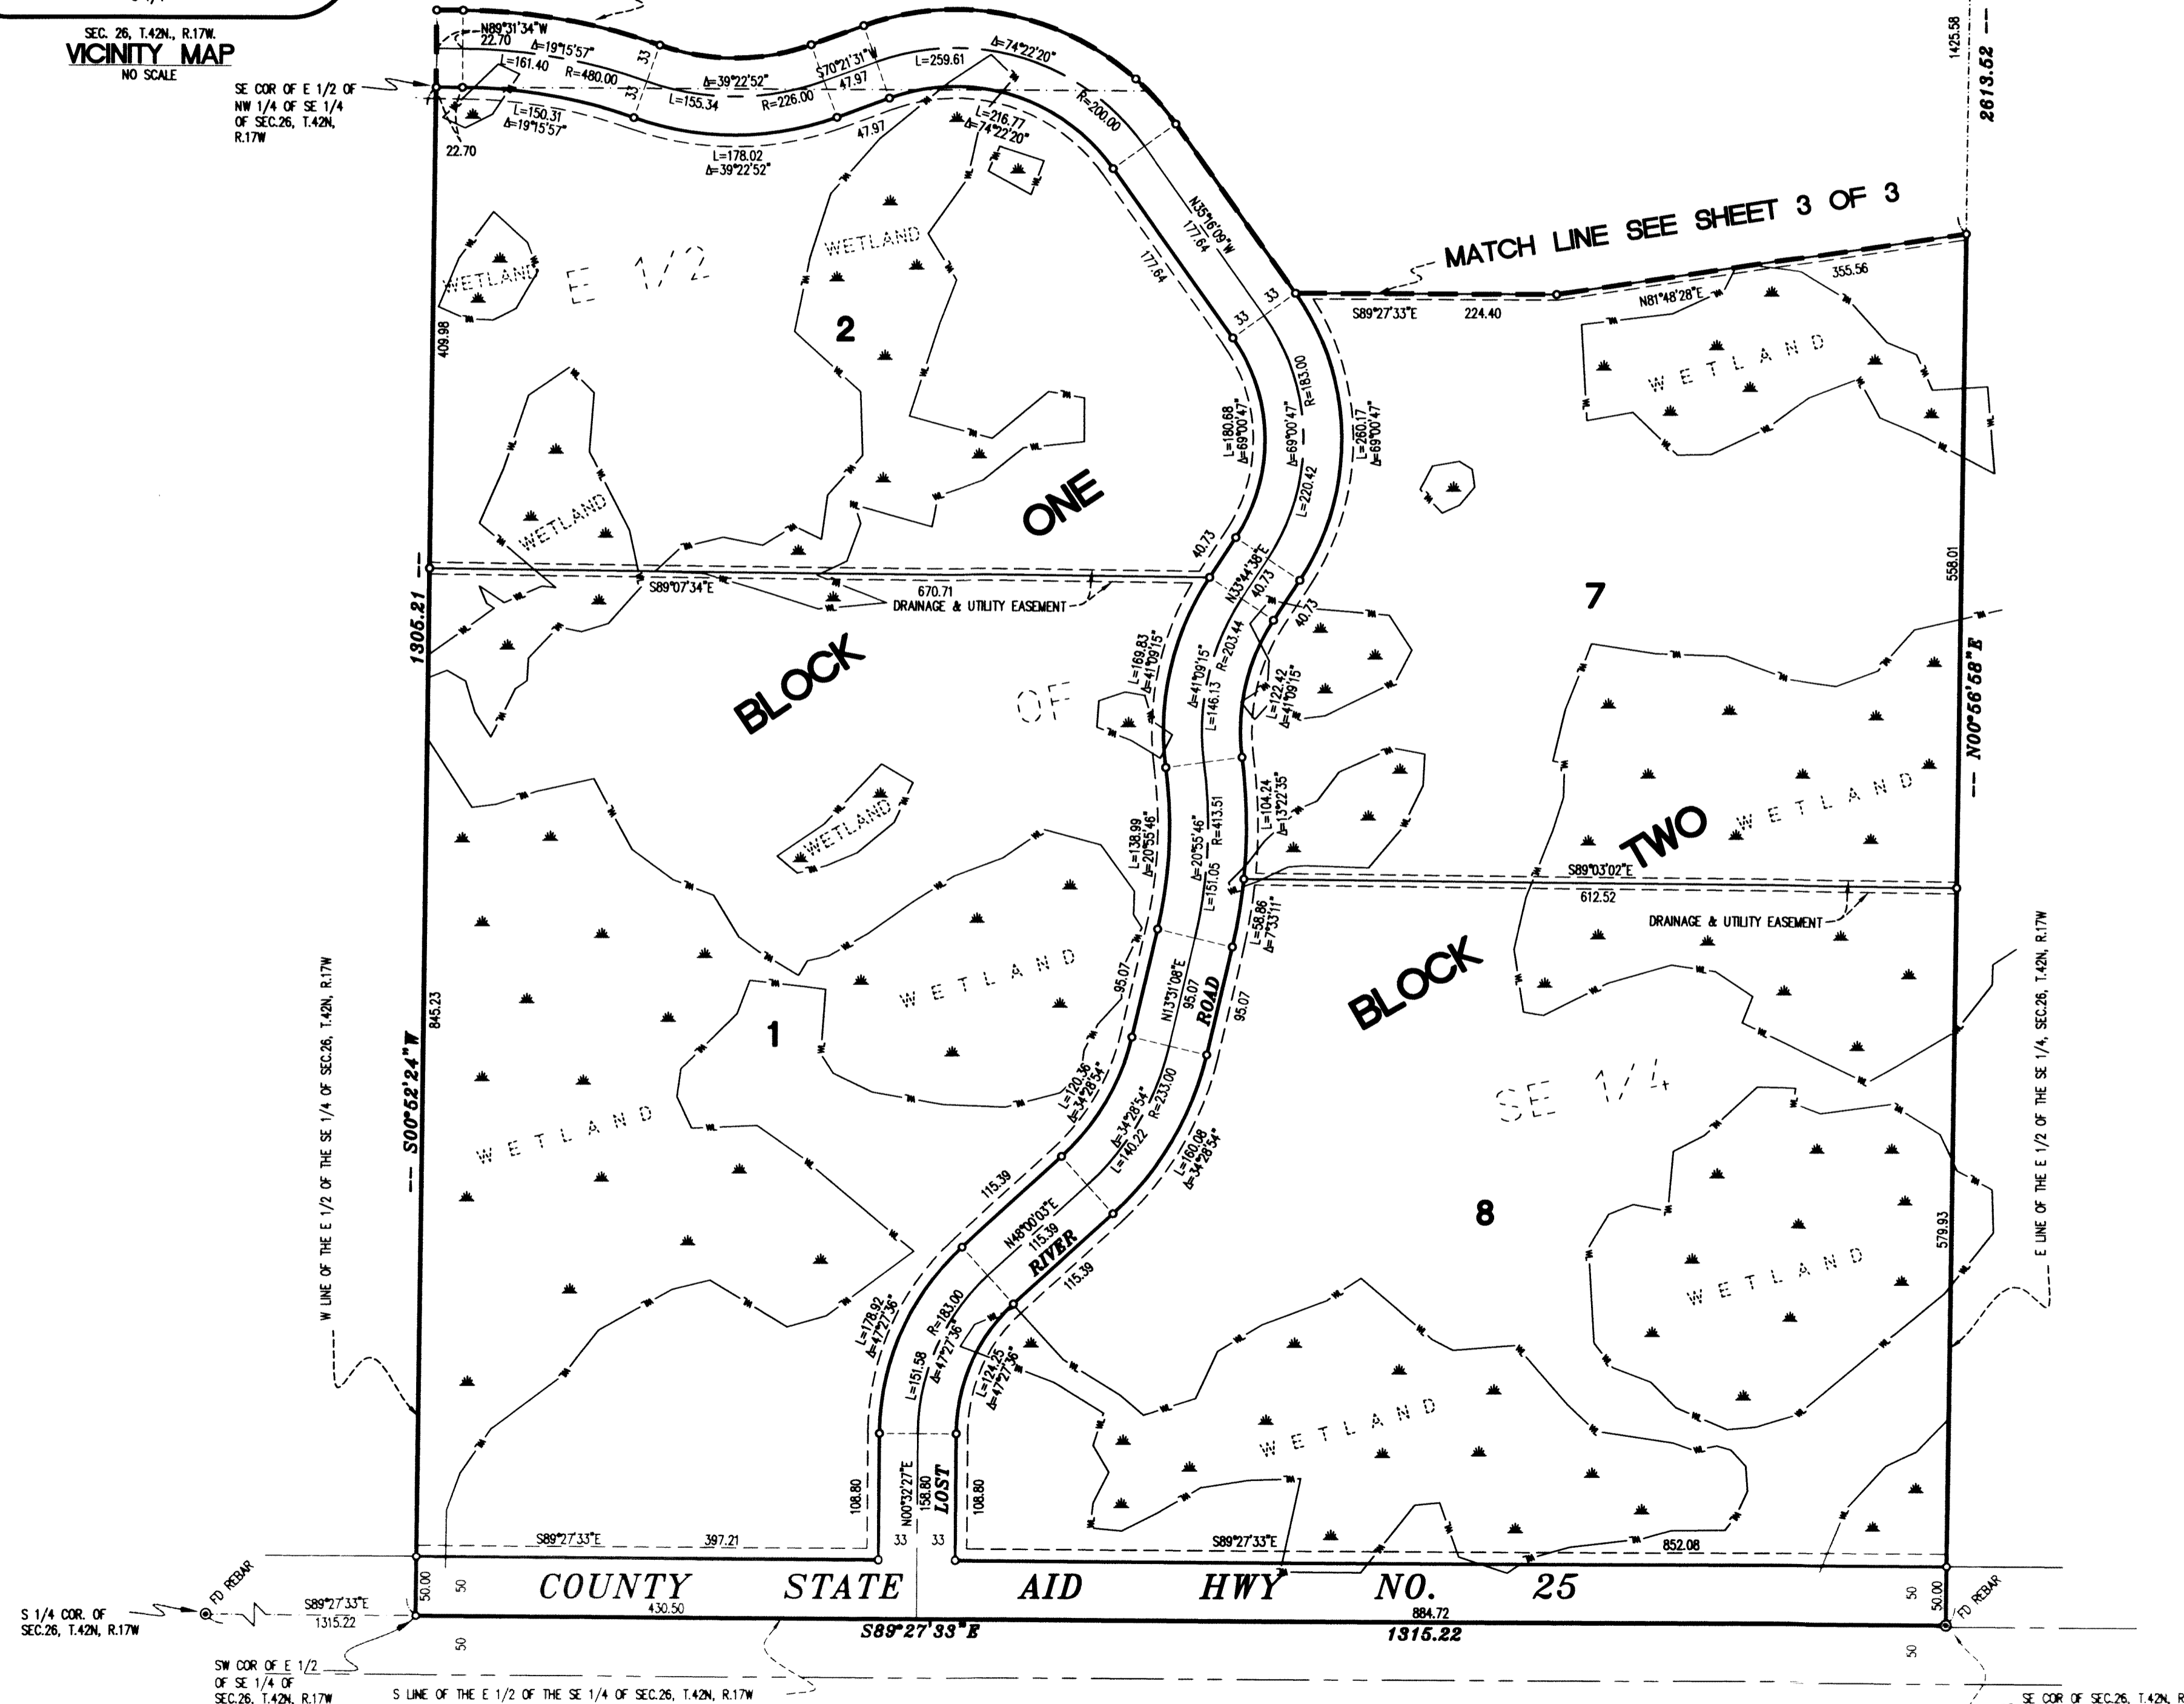 SEC. 26, T.42N., R.17W.
VICINITY MAP
NO SCALE
SE COR OF E 1/2 OF
NW 1/4 OF SE 1/4
OF SEC.26, T.42N,
R.17W
N89°31'34"W
22.70
Δ=19°15'57"
L=161.40
R=480.00
33
33
L=150.31
Δ=19°15'57"
22.70
Δ=39°22'52"
L=155.34
R=226.00
L=178.02
Δ=39°22'52"
S70°21'31"W
47.97
47.97
L=259.61
Δ=74°22'20"
R=200.00
L=216.77
Δ=74°22'20"
1425.58
2613.52
N35°16'09"W
177.64
177.64
33
33
MATCH LINE SEE SHEET 3 OF 3
S89°27'33"E
224.40
N81°48'28"E
355.56
WETLAND
E 1/2
WETLAND
2
409.98
WETLAND
WETLAND
R=183.00
Δ=69°00'47"
L=220.42
L=180.68
Δ=69°00'47"
L=260.17
Δ=69°00'47"
ONE
40.73
N33°44'38"E
40.73
40.73
558.01
7
1305.21
S89°07'34"E
670.71
DRAINAGE & UTILITY EASEMENT
BLOCK
OF
L=169.83
Δ=41°09'15"
R=203.44
Δ=41°09'15"
L=146.13
L=122.42
Δ=41°09'15"
N00°56'58"E
WETLAND
WETLAND
TWO
L=138.99
Δ=20°55'46"
R=413.51
Δ=20°55'46"
L=151.05
L=104.24
Δ=13°22'35"
S89°03'02"E
612.52
DRAINAGE & UTILITY EASEMENT
L=58.86
Δ=7°33'11"
WETLAND
BLOCK
95.07
N13°31'08"E
95.07
ROAD
95.07
845.23
1
S00°52'24"W
W LINE OF THE E 1/2 OF THE SE 1/4 OF SEC.26, T.42N, R.17W
E LINE OF THE E 1/2 OF THE SE 1/4, SEC.26, T.42N, R.17W
SE 1/4
WETLAND
L=120.36
Δ=34°28'54"
R=233.00
Δ=34°28'54"
L=140.22
L=160.08
Δ=34°28'54"
8
579.93
115.39
N48°00'03"E
115.39
RIVER
115.39
WETLAND
L=178.92
Δ=47°27'36"
R=183.00
Δ=47°27'36"
L=151.58
L=124.25
Δ=47°27'36"
WETLAND
108.80
N00°32'27"E
158.80
LOST
108.80
S89°27'33"E
397.21
33
33
S89°27'33"E
852.08
FD REBAR
50.00
50
COUNTY STATE AID HWY NO. 25
50
50.00
FD REBAR
S 1/4 COR. OF
SEC.26, T.42N, R.17W
S89°27'33"E
1315.22
430.50
884.72
S89°27'33"E
1315.22
50
50
SW COR OF E 1/2
OF SE 1/4 OF
SEC.26, T.42N, R.17W
S LINE OF THE E 1/2 OF THE SE 1/4 OF SEC.26, T.42N, R.17W
SE COR OF SEC.26, T.42N,